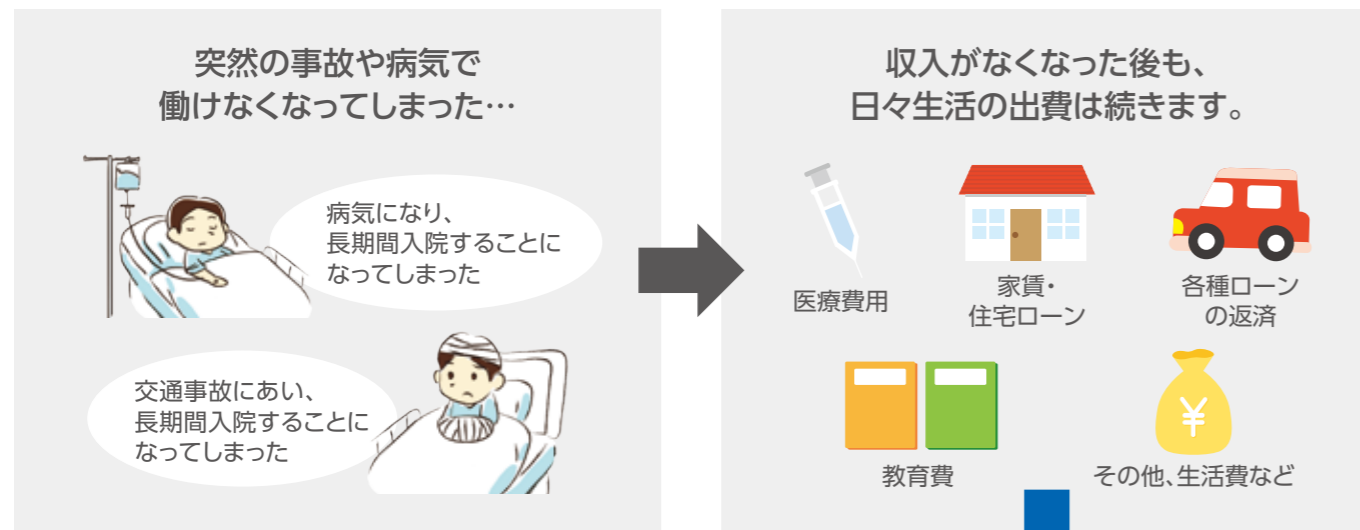 突然の事故や病気で
働けなくなってしまった…
病気になり、
長期間入院することに
なってしまった
交通事故にあい、
長期間入院することに
なってしまった
収入がなくなった後も、
日々生活の出費は続きます。
医療費用
家賃・
住宅ローン
各種ローン
の返済
教育費
¥
その他、生活費など